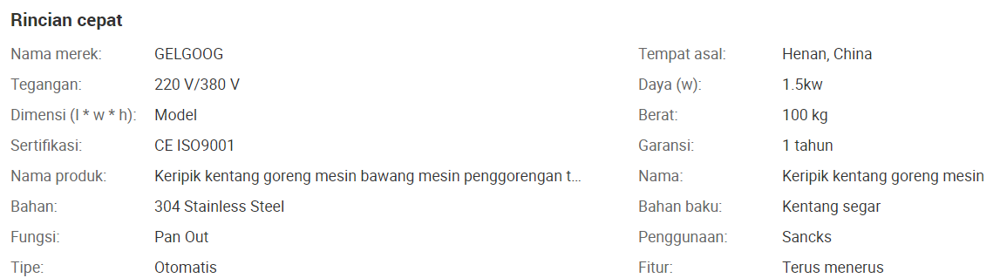 Rincian cepat
Nama merek: GELGOOG Tempat asal: Henan, China
Tegangan: 220 V/380 V Daya (w): 1.5kw
Dimensi (l * w * h): Model Berat: 100 kg
Sertifikasi: CE ISO9001 Garansi: 1 tahun
Nama produk: Keripik kentang goreng mesin bawang mesin penggorengan t... Nama: Keripik kentang goreng mesin
Bahan: 304 Stainless Steel Bahan baku: Kentang segar
Fungsi: Pan Out Penggunaan: Sancks
Tipe: Otomatis Fitur: Terus menerus